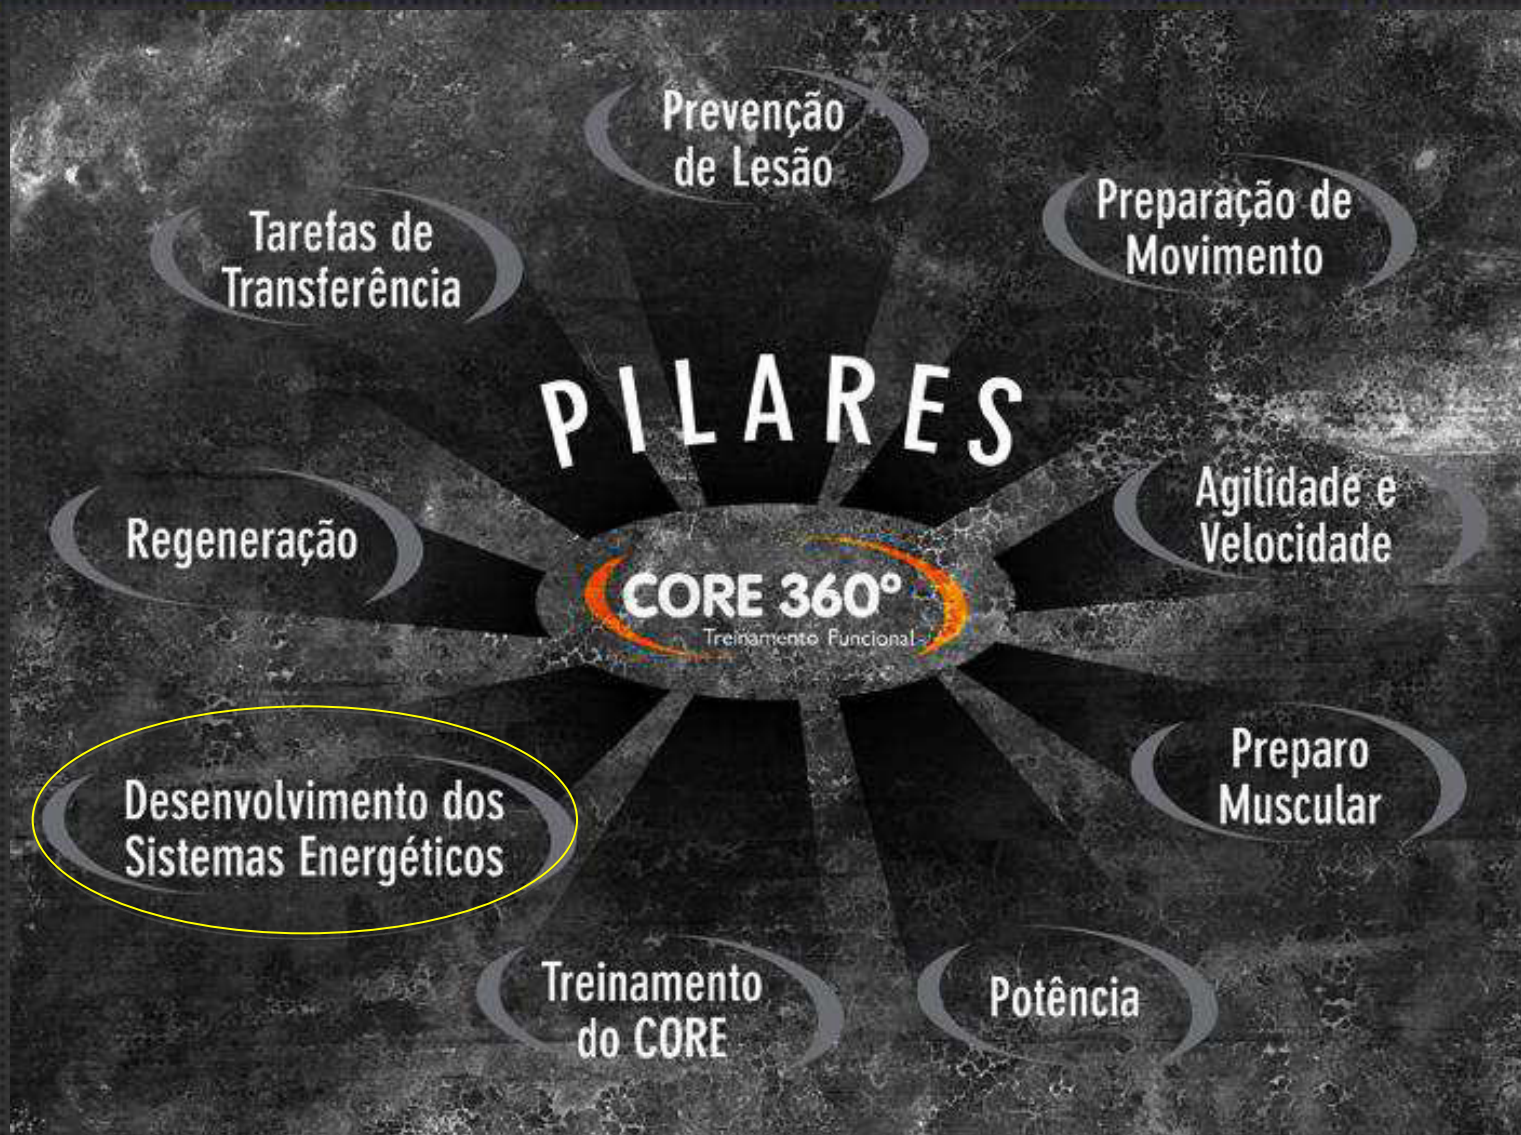 Prevenção
de Lesão
Preparação de
Movimento
Tarefas de
Transferência
PILARES
Agilidade e
Velocidade
Regeneração
CORE 360°
Treinamento Funcional
Preparo
Muscular
Desenvolvimento dos
Sistemas Energéticos
Treinamento
do CORE
Potência